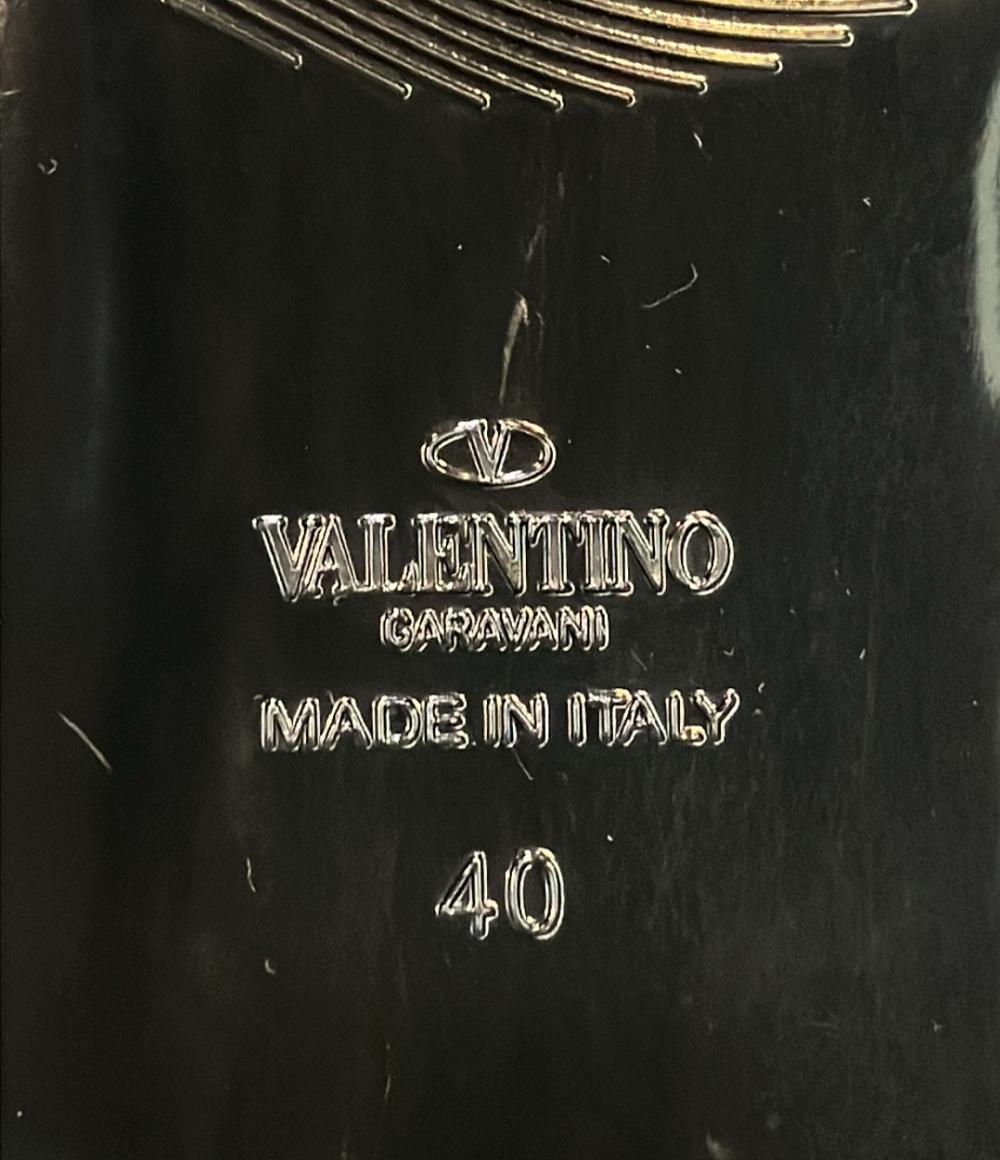 V
VALENTINO
GARAVANI
MADE IN ITALY
40